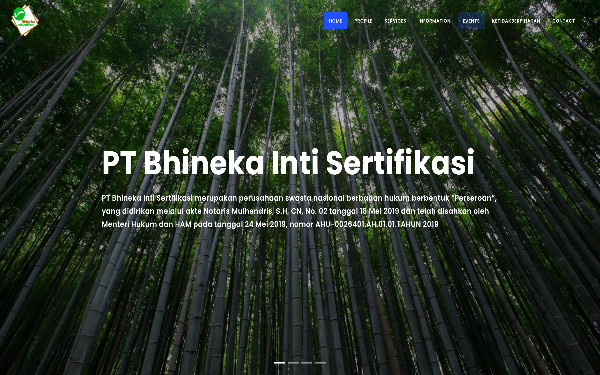 HOME PROFILE SERVICES INFORMATION EVENTS KETIDAKBERPIHAKAN CONTACT
PT Bhineka Inti Sertifikasi
PT Bhineka Inti Sertifikasi merupakan perusahaan swasta nasional berbadan hukum berbentuk "Perseroan",
yang didirikan melalui akte Notaris Mulhendris, S.H, CN, No. 02 tanggal 18 Mei 2019 dan telah disahkan oleh
Menteri Hukum dan HAM pada tanggal 24 Mei 2019, nomor AHU-0026401.AH.01.01.TAHUN 2019